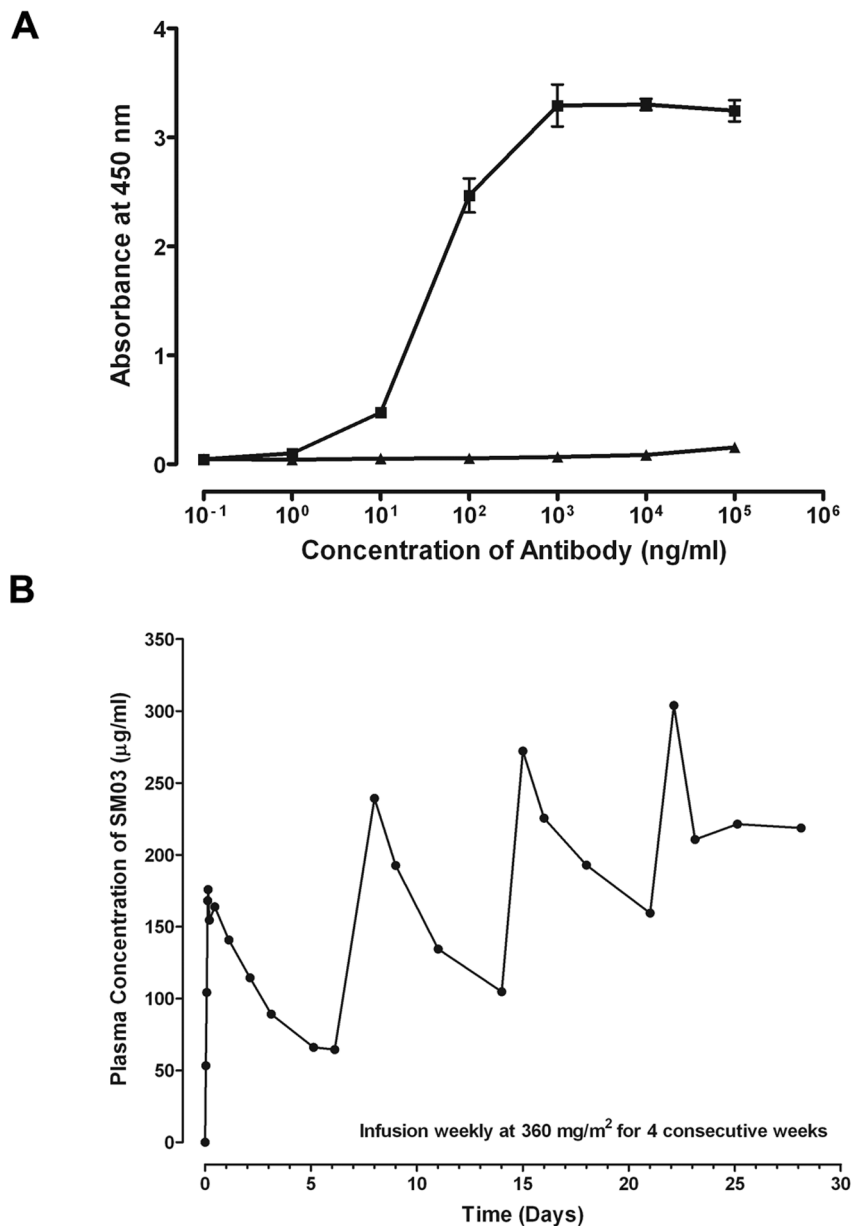 A
Absorbance at 450 nm
4
3
2
1
0
10⁻¹ 10⁰ 10¹ 10² 10³ 10⁴ 10⁵ 10⁶
Concentration of Antibody (ng/ml)
B
Plasma Concentration of SM03 (μg/ml)
350
300
250
200
150
100
50
0
Infusion weekly at 360 mg/m² for 4 consecutive weeks
0 5 10 15 20 25 30
Time (Days)